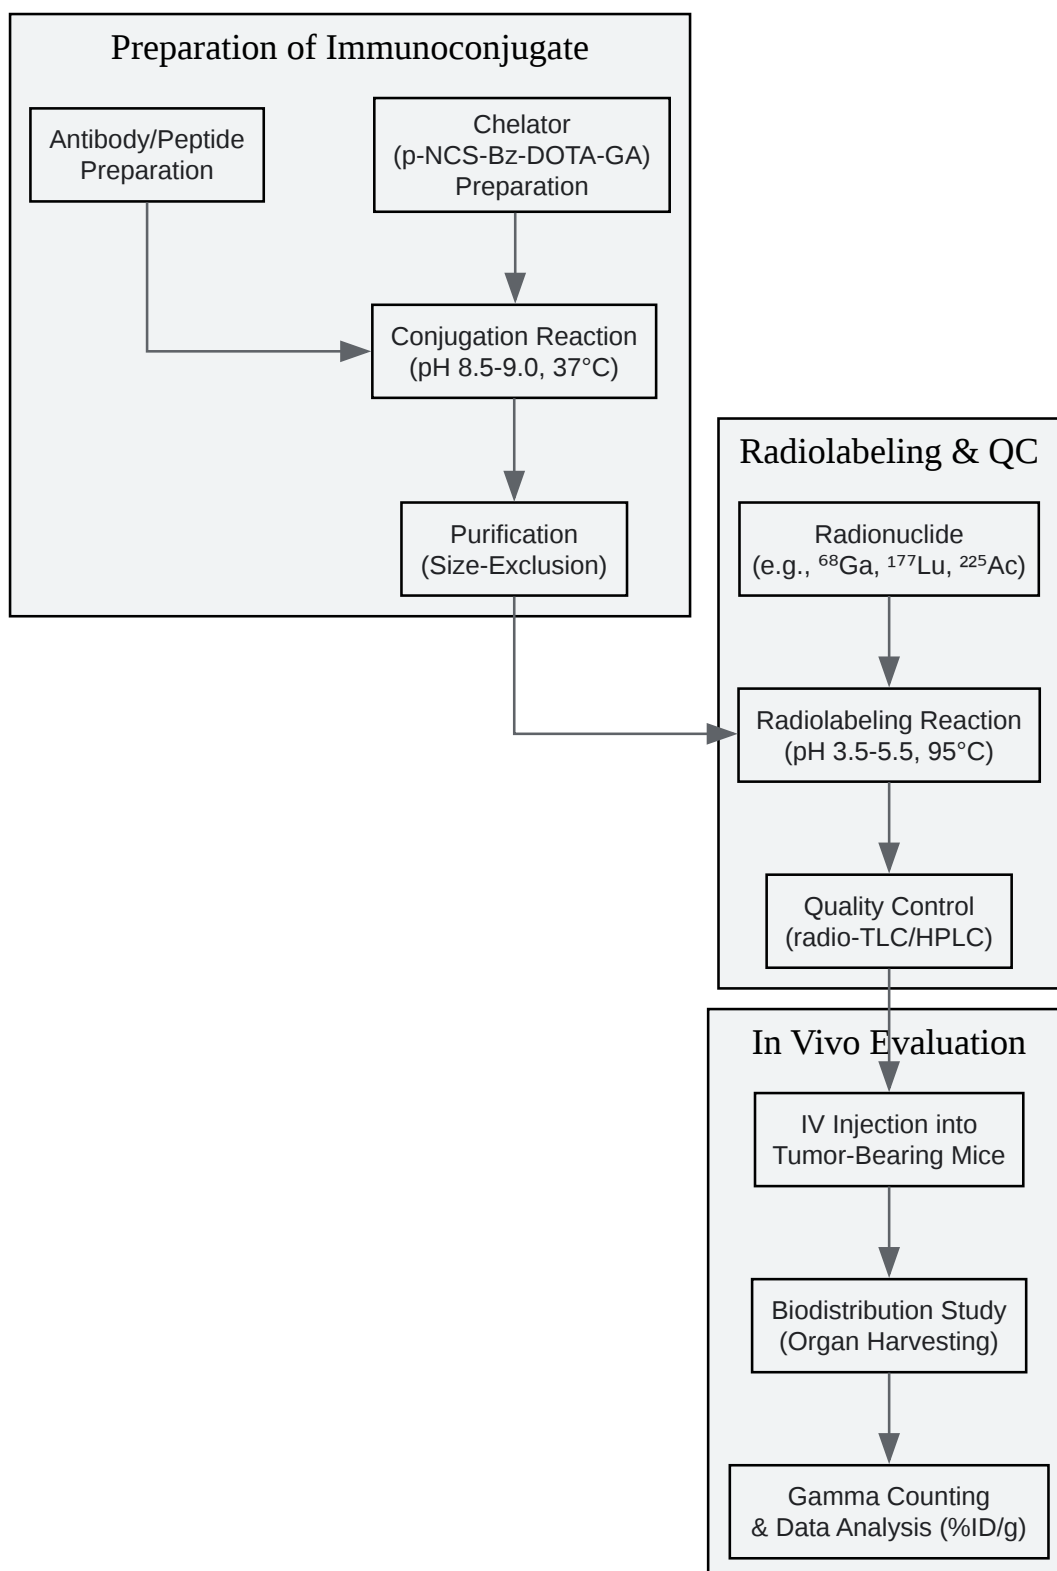 Preparation of Immunoconjugate
Antibody/Peptide
Preparation
Chelator
(p-NCS-Bz-DOTA-GA)
Preparation
Conjugation Reaction
(pH 8.5-9.0, 37°C)
Purification
(Size-Exclusion)
Radiolabeling & QC
Radionuclide
(e.g., ⁶⁸Ga, ¹⁷⁷Lu, ²²⁵Ac)
Radiolabeling Reaction
(pH 3.5-5.5, 95°C)
Quality Control
(radio-TLC/HPLC)
In Vivo Evaluation
IV Injection into
Tumor-Bearing Mice
Biodistribution Study
(Organ Harvesting)
Gamma Counting
& Data Analysis (%ID/g)